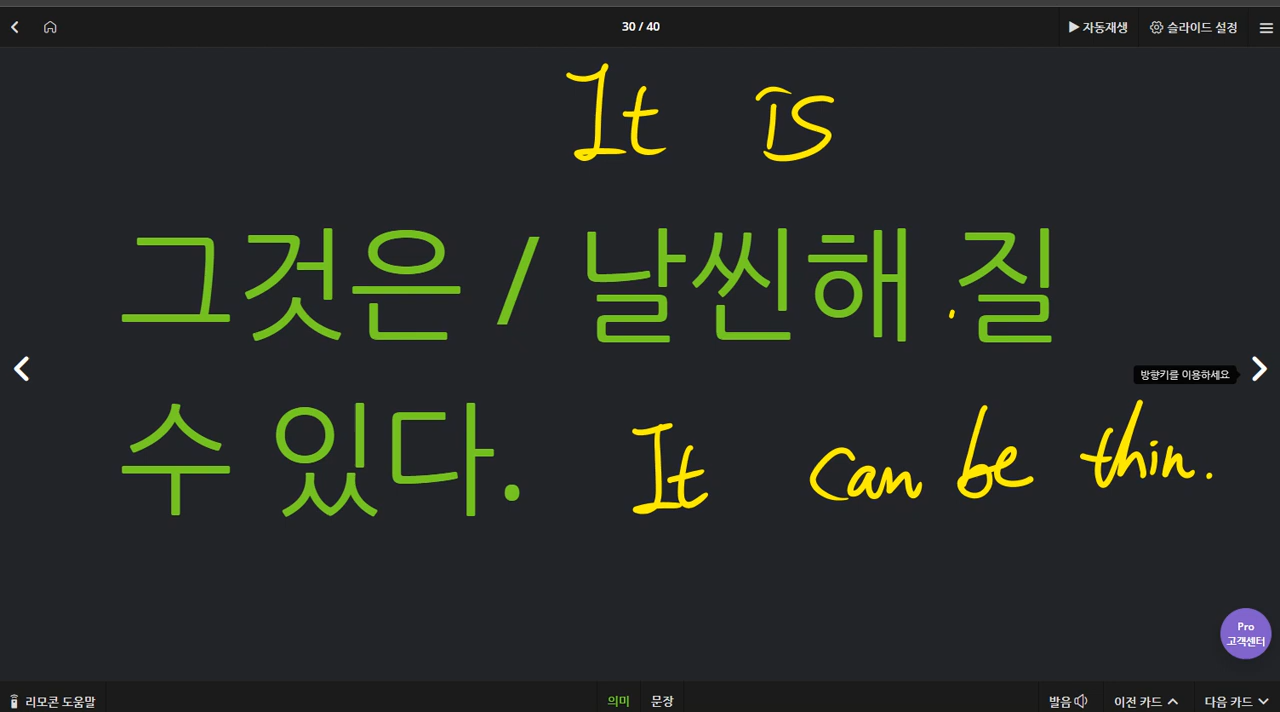 30 / 40
자동재생
슬라이드 설정
It is
그것은 / 날씬해 질
방향키를 이용하세요
수 있다.
It can be thin.
Pro
고객센터
리모콘 도움말
의미
문장
발음
이전 카드
다음 카드